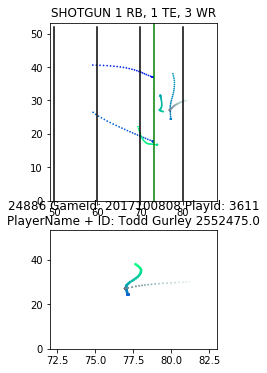 SHOTGUN 1 RB, 1 TE, 3 WR
50
40
30
20
10
0
50 60 70 80
24886 GameId: 2017100808 PlayId: 3611
PlayerName + ID: Todd Gurley 2552475.0
40
20
0
72.5 75.0 77.5 80.0 82.5